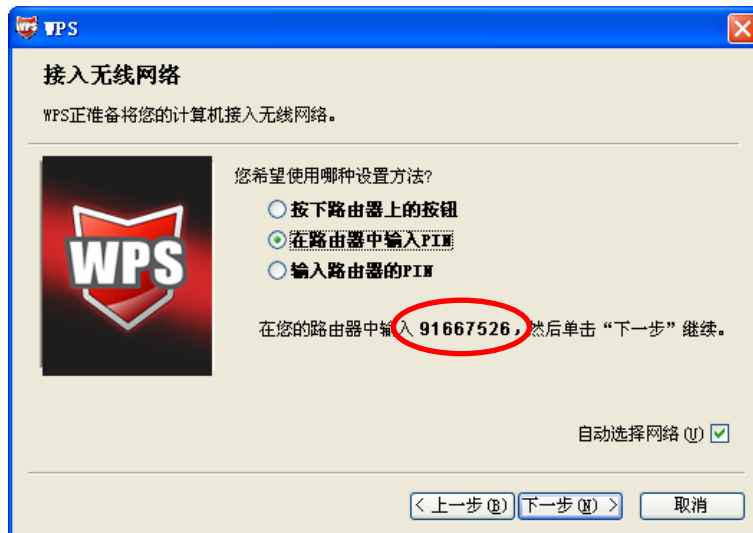 WPS
接入无线网络
WPS正准备将您的计算机接入无线网络。
WPS
您希望使用哪种设置方法?
按下路由器上的按钮
在路由器中输入PIN
输入路由器的PIN
在您的路由器中输入 91667526，然后单击“下一步”继续。
自动选择网络(U)
< 上一步(B)
下一步(N) >
取消